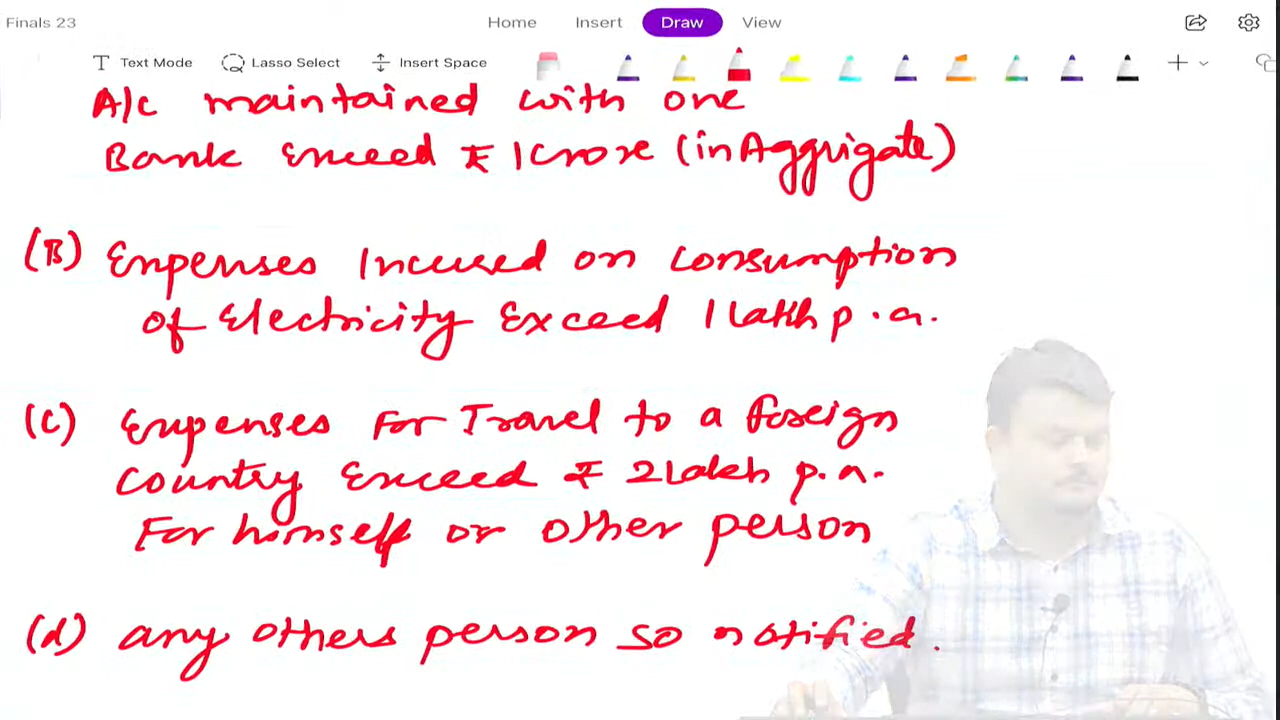 Finals 23
Home Insert Draw View
Text Mode Lasso Select Insert Space
A/c maintained with one
Bank Exceed ₹ 1 Crore (in Aggrigate)
(B) Expenses Incurred on consumption
of Electricity Exceed 1 lakh p.a.
(C) Expenses For Travel to a foreign
Country Exceed ₹ 2 lakh p.a.
For himself or other person
(d) any others person so notified.